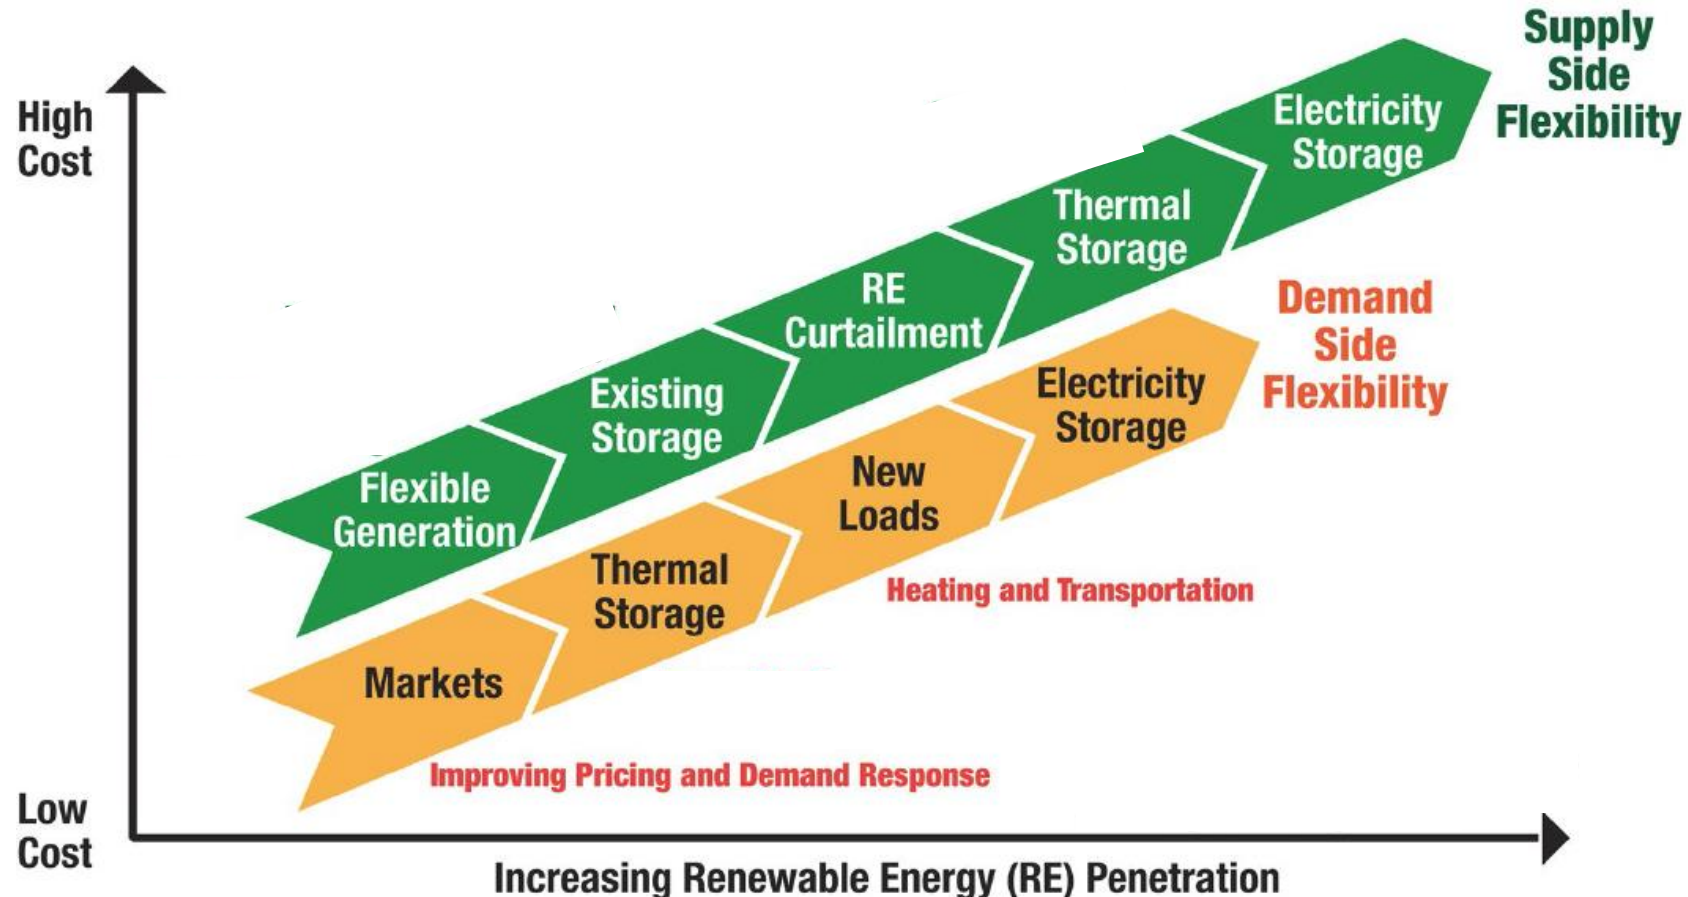 Supply
Side
Flexibility
High
Cost
Electricity
Storage
Thermal
Storage
RE
Curtailment
Existing
Storage
Flexible
Generation
Demand
Side
Flexibility
Electricity
Storage
New
Loads
Heating and Transportation
Thermal
Storage
Markets
Improving Pricing and Demand Response
Low
Cost
Increasing Renewable Energy (RE) Penetration